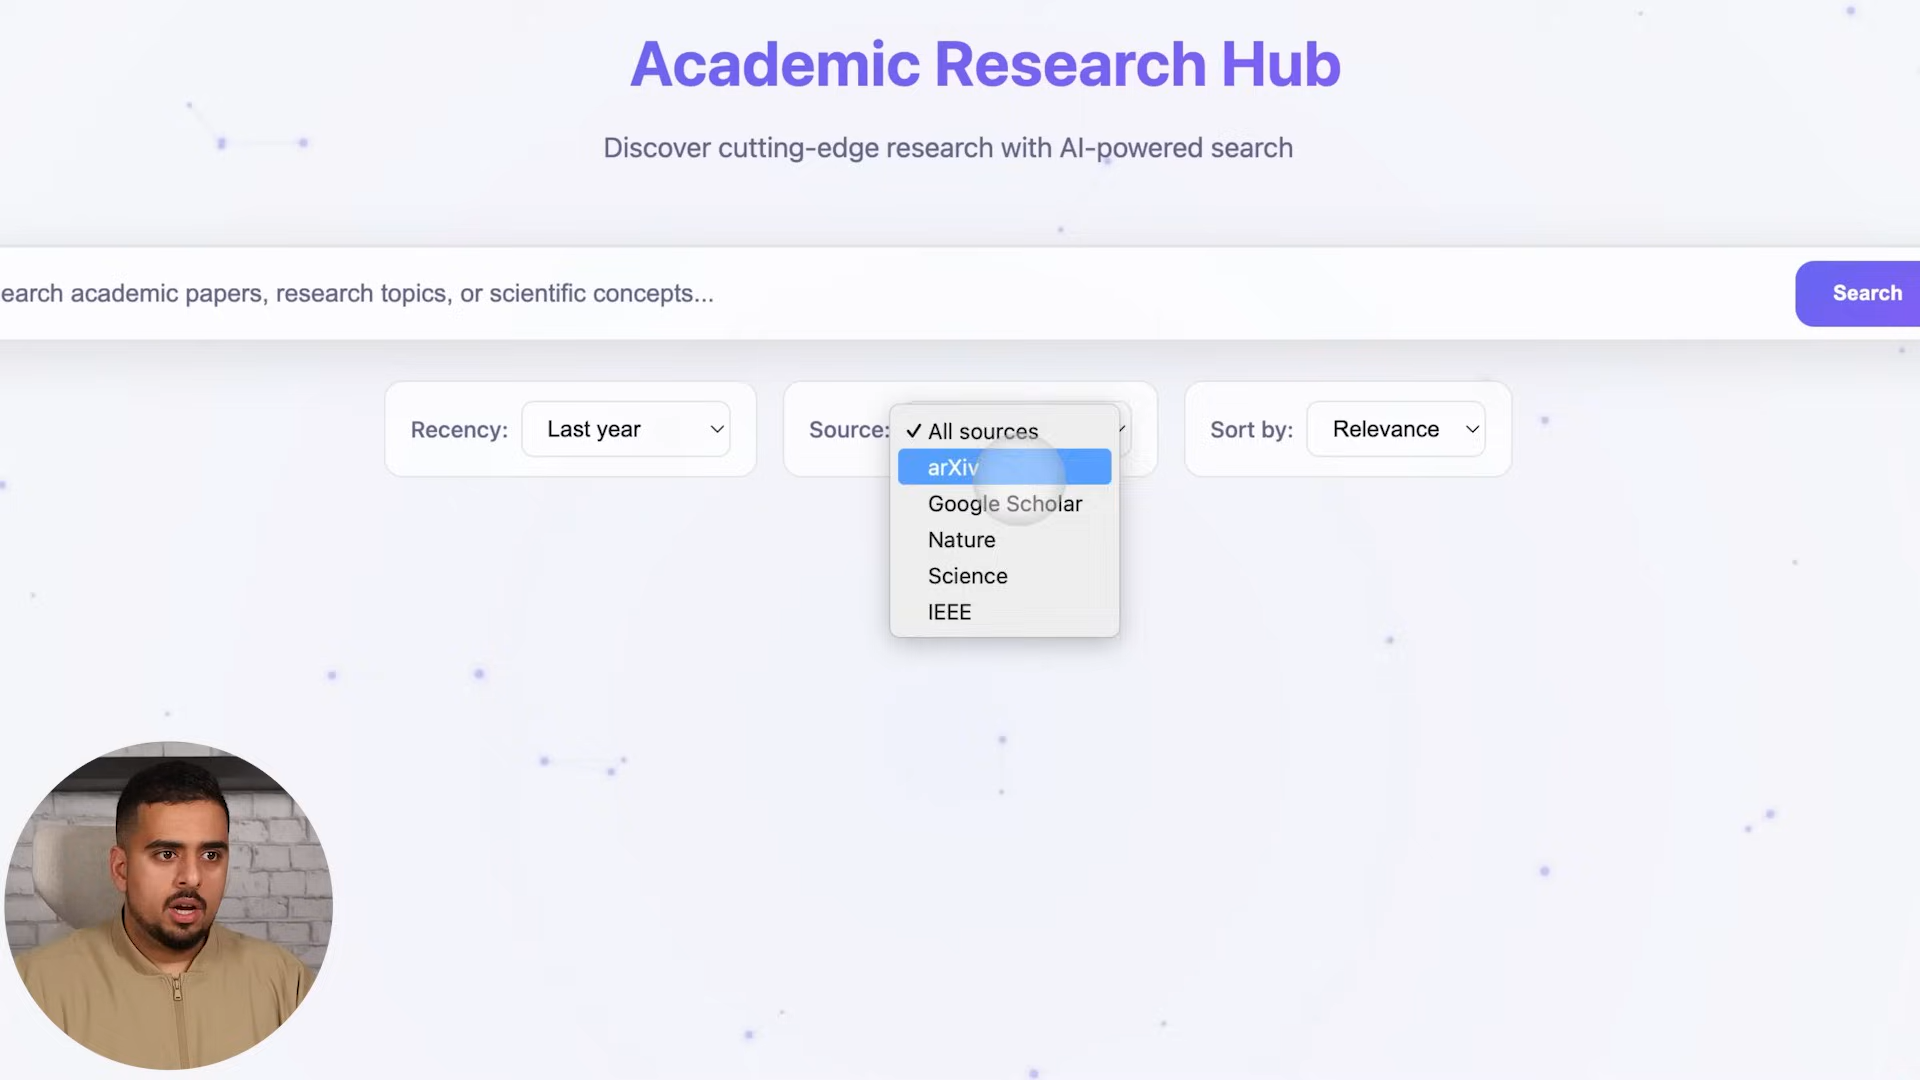 Academic Research Hub
Discover cutting-edge research with AI-powered search
earch academic papers, research topics, or scientific concepts...
Search
Recency: Last year
Source: ✓ All sources
Sort by: Relevance
arXiv
Google Scholar
Nature
Science
IEEE